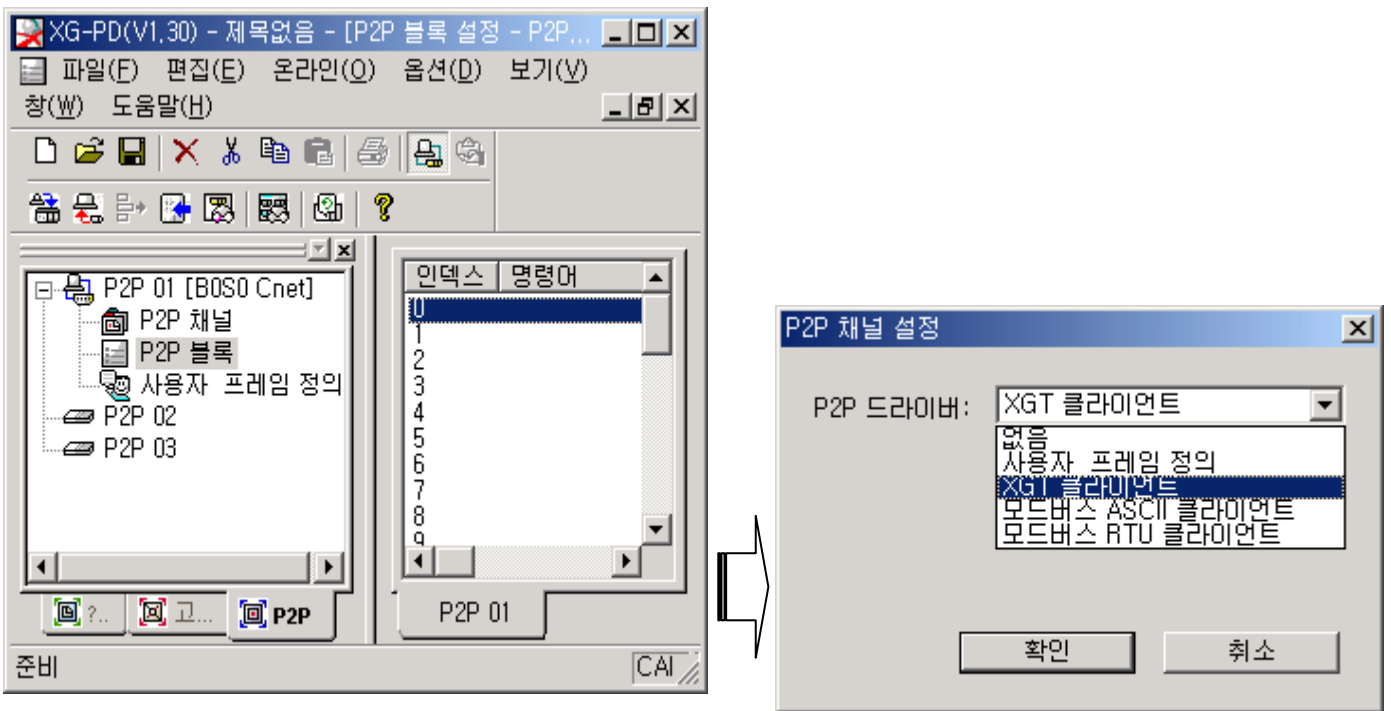 XG-PD(V1,30) - 제목없음 - [P2P 블록 설정 - P2P...
파일(F) 편집(E) 온라인(O) 옵션(D) 보기(V)
창(W) 도움말(H)
P2P 01 [B0S0 Cnet]
P2P 채널
P2P 블록
사용자 프레임 정의
P2P 02
P2P 03
?..
고...
P2P
인덱스 명령어
0
1
2
3
4
5
6
7
8
9
P2P 01
준비
CAI
P2P 채널 설정
P2P 드라이버: XGT 클라이언트
없음
사용자 프레임 정의
XGT 클라이언트
모드버스 ASCII 클라이언트
모드버스 RTU 클라이언트
확인 취소